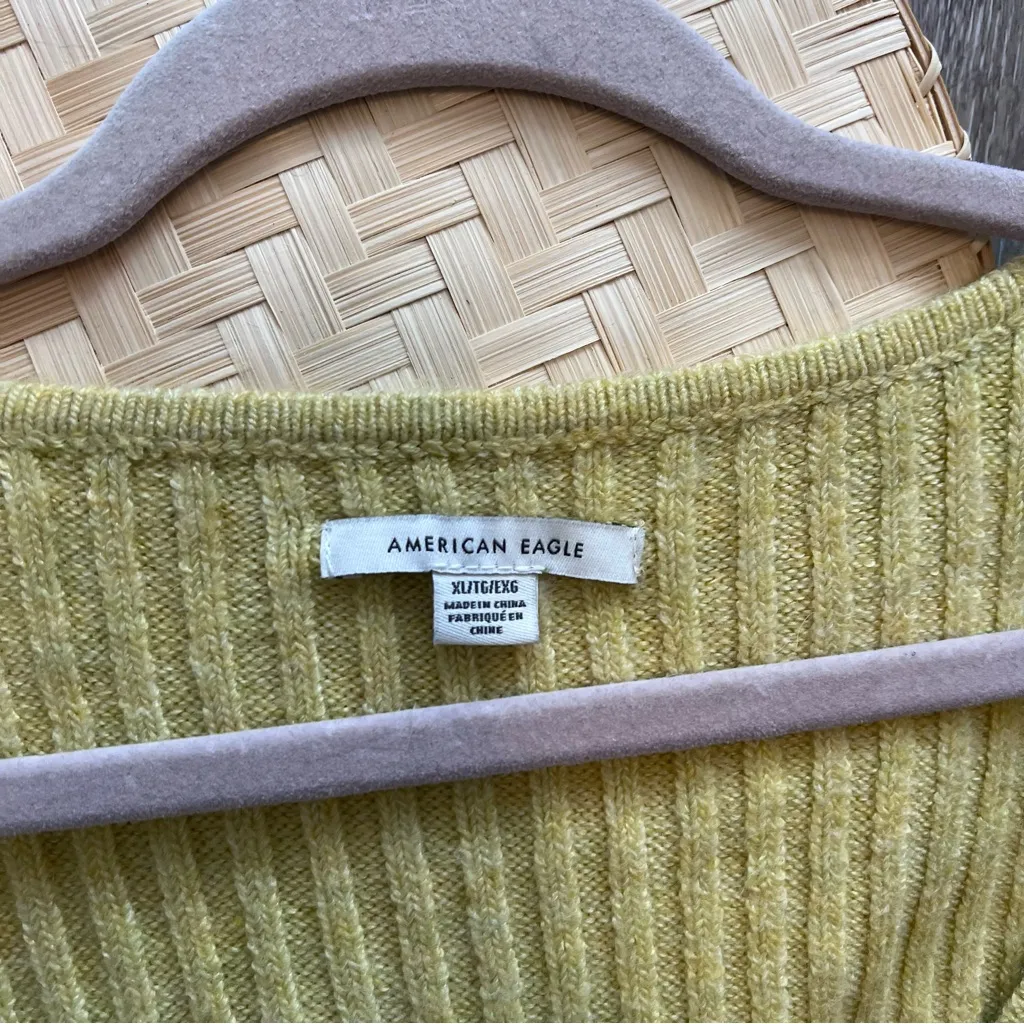 AMERICAN EAGLE
XL/TG/EXG
MADE IN CHINA
FABRIQUÉ EN
CHINE